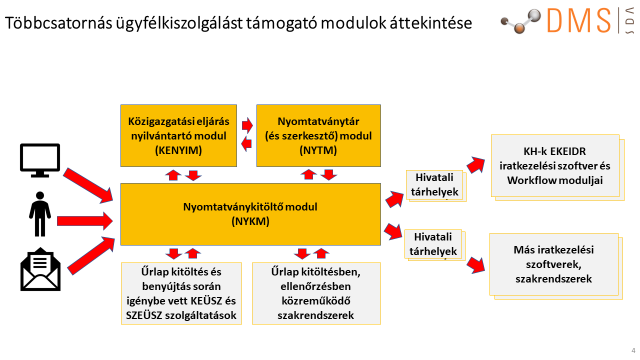 Többcsatornás ügyfélkiszolgálást támogató modulok áttekintése
DMS
VDS
Közigazgatási eljárás
nyilvántartó modul
(KENYIM)
Nyomtatványtár
(és szerkesztő) modul
(NYTM)
Nyomtatványkitöltő modul
(NYKM)
Hivatali
tárhelyek
KH-k EKEIDR
iratkezelési szoftver és
Workflow moduljai
Hivatali
tárhelyek
Más iratkezelési
szoftverek,
szakrendszerek
Űrlap kitöltés és
benyújtás során
igénybe vett KEÜSZ és
SZEÜSZ szolgáltatások
Űrlap kitöltésben,
ellenőrzésben
közreműködő
szakrendszerek
4